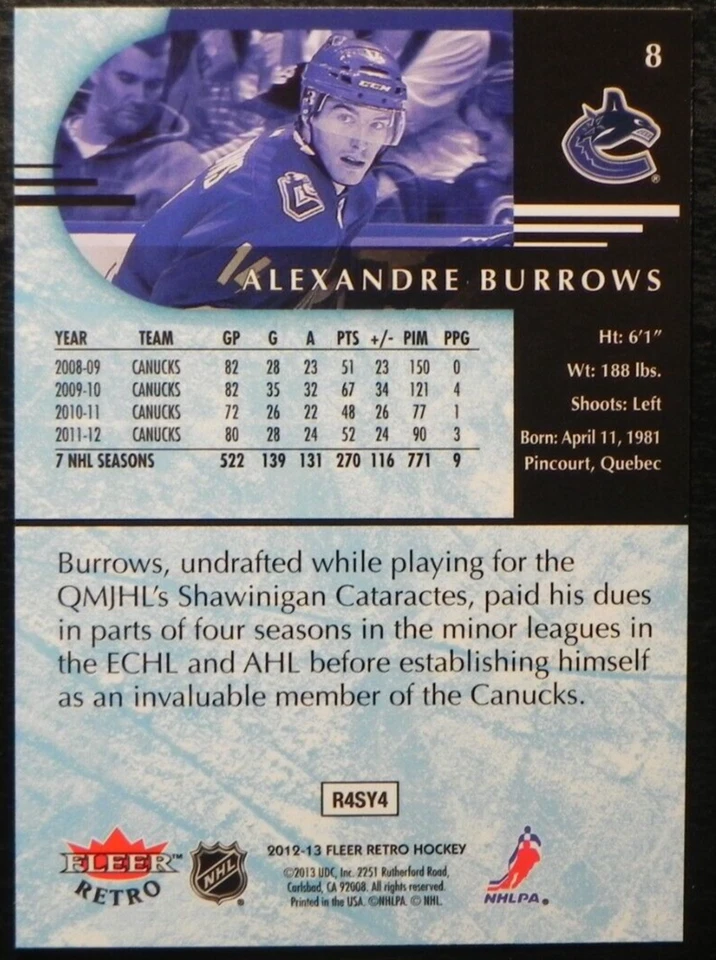 8
CCM
®
14
ALEXANDRE BURROWS
YEAR TEAM GP G A PTS +/- PIM PPG
2008-09 CANUCKS 82 28 23 51 23 150 0
2009-10 CANUCKS 82 35 32 67 34 121 4
2010-11 CANUCKS 72 26 22 48 26 77 1
2011-12 CANUCKS 80 28 24 52 24 90 3
7 NHL SEASONS 522 139 131 270 116 771 9
Ht: 6'1"
Wt: 188 lbs.
Shoots: Left
Born: April 11, 1981
Pincourt, Quebec
Burrows, undrafted while playing for the
QMJHL's Shawinigan Cataractes, paid his dues
in parts of four seasons in the minor leagues in
the ECHL and AHL before establishing himself
as an invaluable member of the Canucks.
R4SY4
FLEER™
RETRO
NHL
®
2012-13 FLEER RETRO HOCKEY
©2013 UDC, Inc. 2251 Rutherford Road,
Carlsbad, CA 92008. All rights reserved.
Printed in the USA. ©NHLPA. © NHL.
NHLPA®